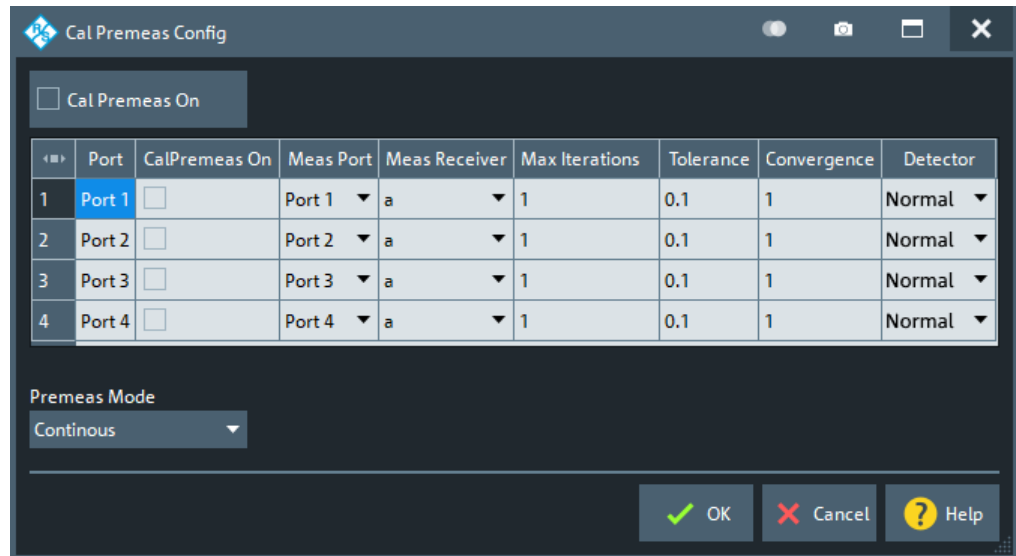 R&S Cal Premeas Config
Cal Premeas On
Port CalPremeas On Meas Port Meas Receiver Max Iterations Tolerance Convergence Detector
1 Port 1 Port 1 a 1 0.1 1 Normal
2 Port 2 Port 2 a 1 0.1 1 Normal
3 Port 3 Port 3 a 1 0.1 1 Normal
4 Port 4 Port 4 a 1 0.1 1 Normal
Premeas Mode
Continous
OK Cancel ? Help